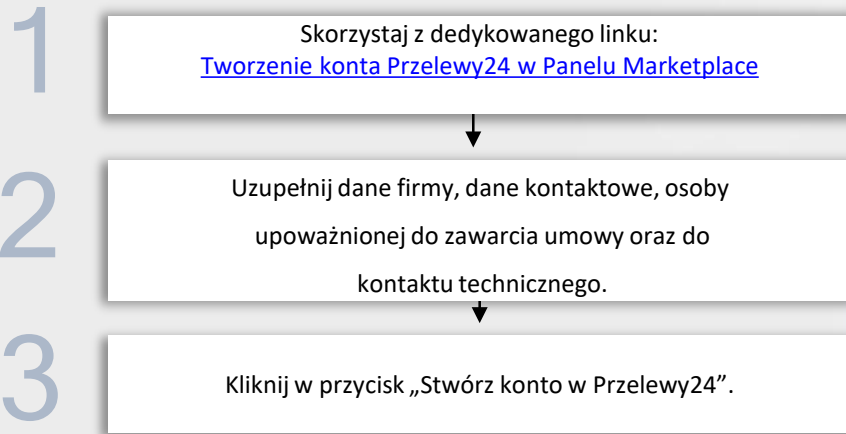 1
Skorzystaj z dedykowanego linku:
Tworzenie konta Przelewy24 w Panelu Marketplace
2
Uzupełnij dane firmy, dane kontaktowe, osoby
upoważnionej do zawarcia umowy oraz do
kontaktu technicznego.
3
Kliknij w przycisk „Stwórz konto w Przelewy24”.